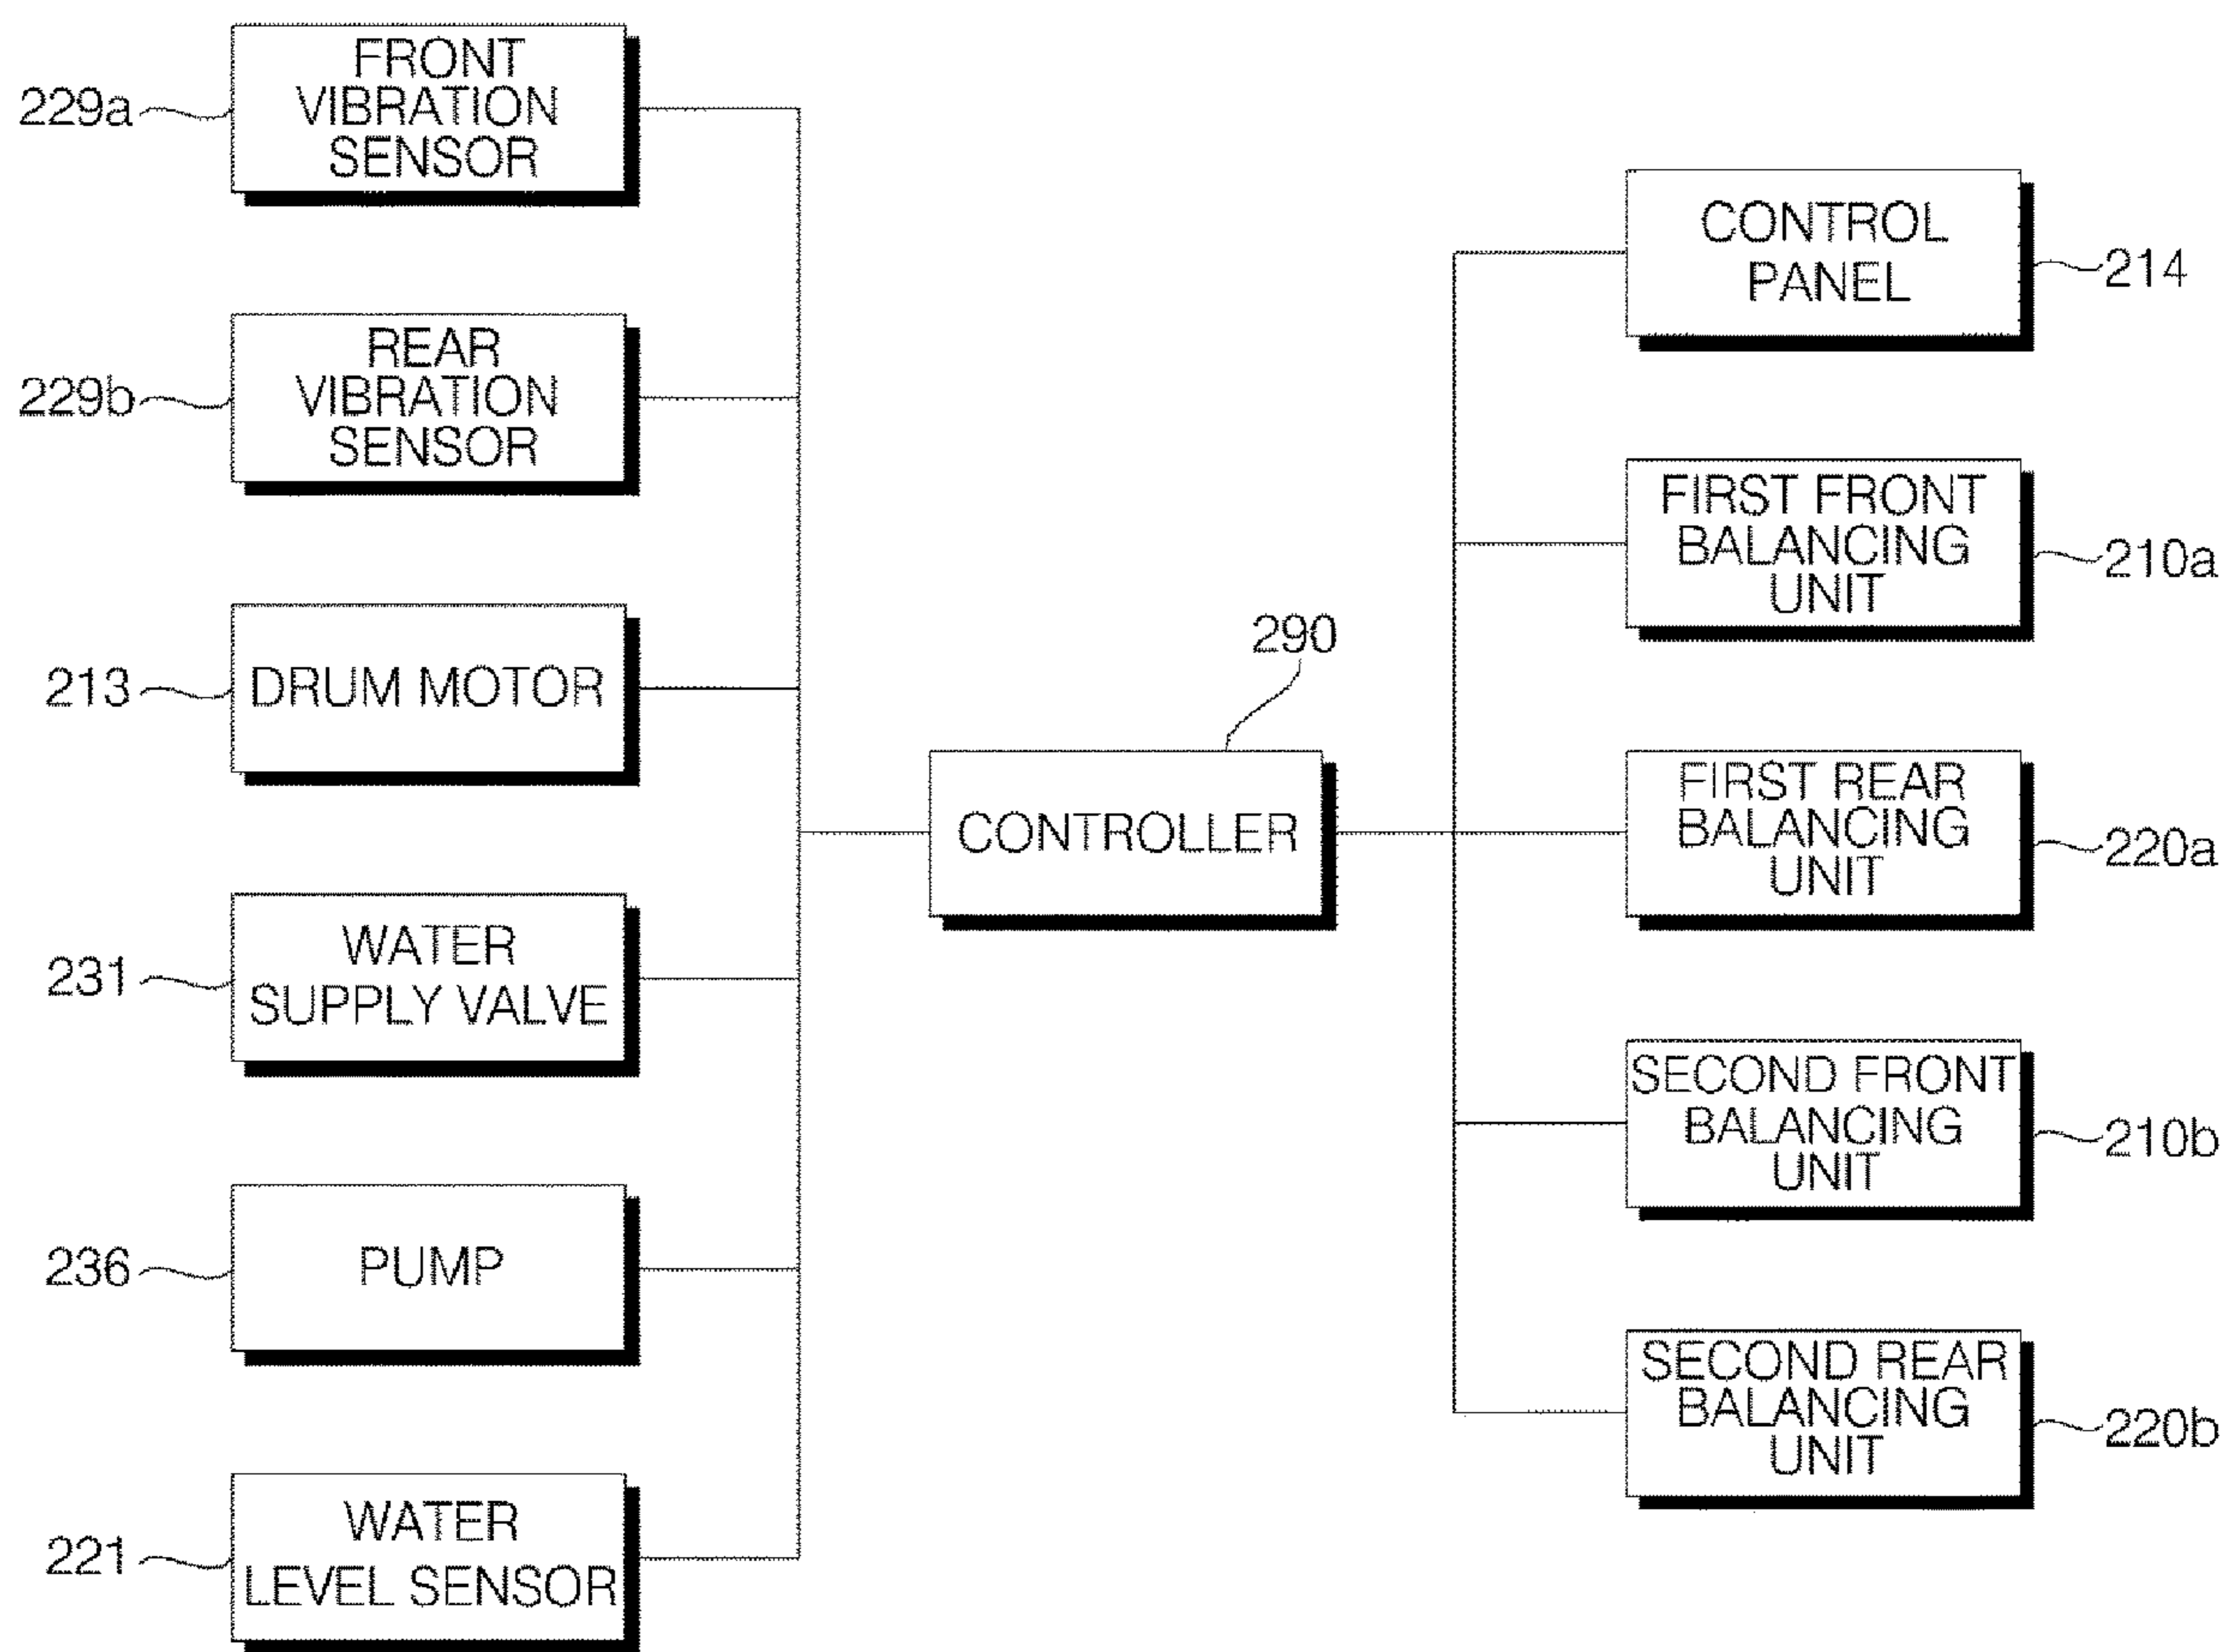 229a
FRONT
VIBRATION
SENSOR
229b
REAR
VIBRATION
SENSOR
213
DRUM MOTOR
231
WATER
SUPPLY VALVE
236
PUMP
221
WATER
LEVEL SENSOR
290
CONTROLLER
CONTROL
PANEL
214
FIRST FRONT
BALANCING
UNIT
210a
FIRST REAR
BALANCING
UNIT
220a
SECOND FRONT
BALANCING
UNIT
210b
SECOND REAR
BALANCING
UNIT
220b